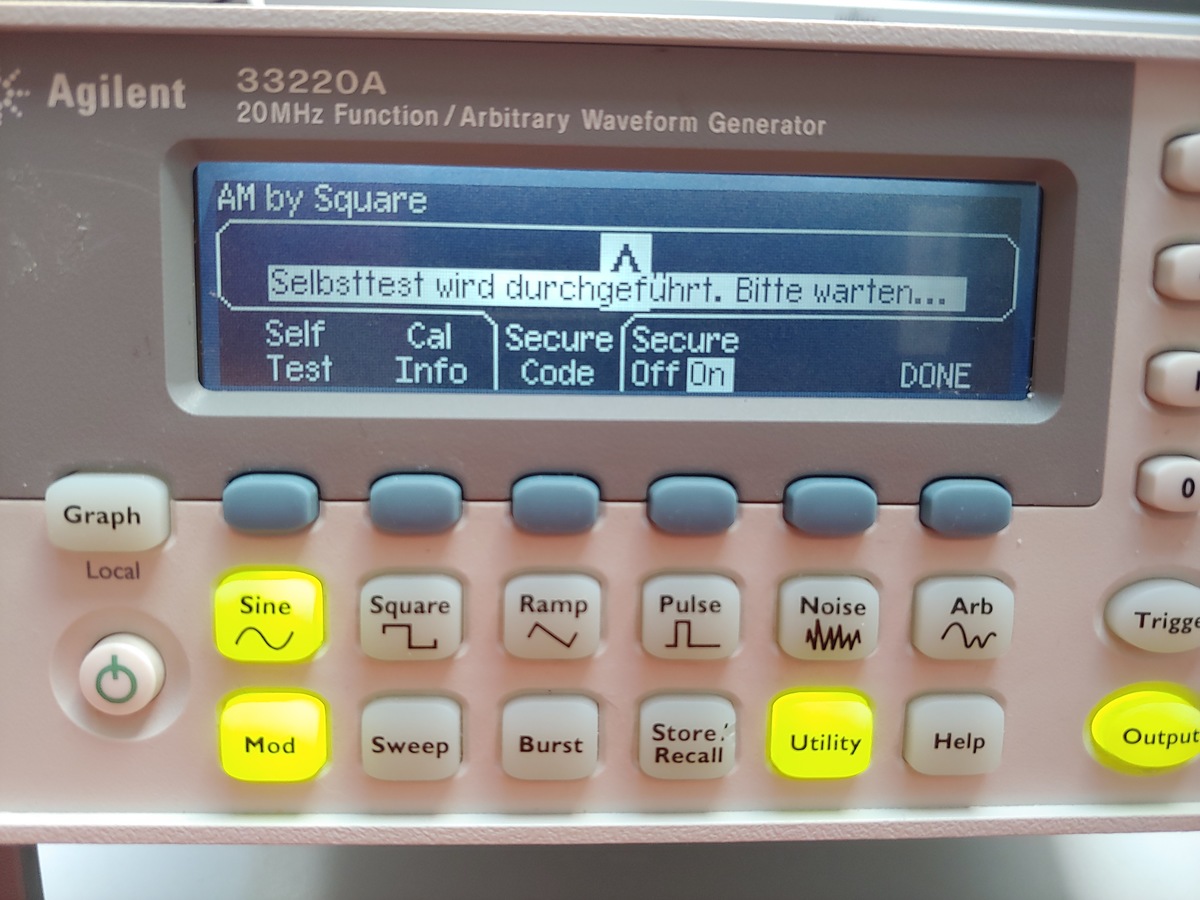 Agilent
33220A
20MHz Function/Arbitrary Waveform Generator
AM by Square
Selbsttest wird durchgeführt. Bitte warten...
Self Test
Cal Info
Secure Code
Secure Off On
DONE
Graph
Local
0
Sine
Square
Ramp
Pulse
Noise
Arb
Mod
Sweep
Burst
Store/ Recall
Utility
Help
Output